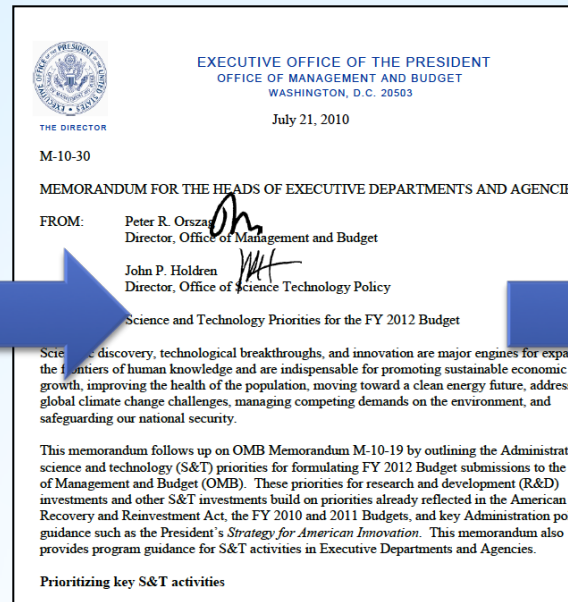 EXECUTIVE OFFICE OF THE PRESIDENT
OFFICE OF MANAGEMENT AND BUDGET
WASHINGTON, D.C. 20503
THE DIRECTOR
July 21, 2010
M-10-30
MEMORANDUM FOR THE HEADS OF EXECUTIVE DEPARTMENTS AND AGENCIE
FROM: Peter R. Orszag
Director, Office of Management and Budget
John P. Holdren
Director, Office of Science Technology Policy
Science and Technology Priorities for the FY 2012 Budget
discovery, technological breakthroughs, and innovation are major engines for expa
the frontiers of human knowledge and are indispensable for promoting sustainable economic
growth, improving the health of the population, moving toward a clean energy future, address
global climate change challenges, managing competing demands on the environment, and
safeguarding our national security.
This memorandum follows up on OMB Memorandum M-10-19 by outlining the Administrat
science and technology (S&T) priorities for formulating FY 2012 Budget submissions to the
of Management and Budget (OMB). These priorities for research and development (R&D)
investments and other S&T investments build on priorities already reflected in the American
Recovery and Reinvestment Act, the FY 2010 and 2011 Budgets, and key Administration po
guidance such as the President's Strategy for American Innovation. This memorandum also
provides program guidance for S&T activities in Executive Departments and Agencies.
Prioritizing key S&T activities